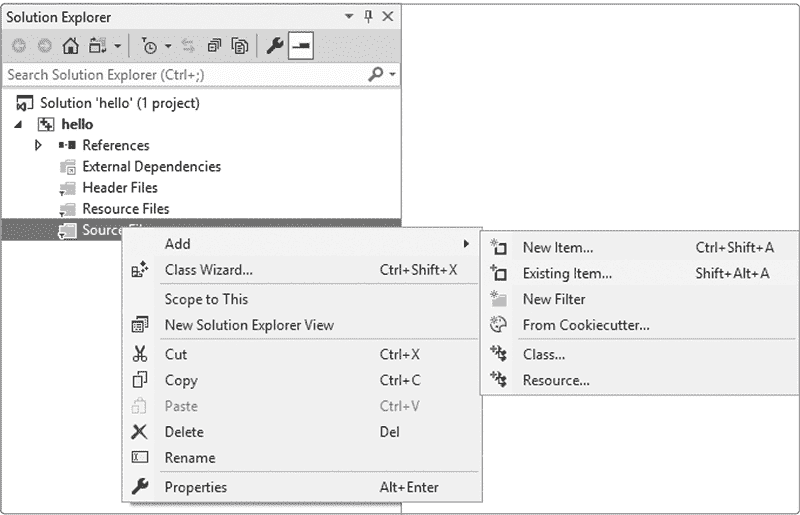 Solution Explorer
Search Solution Explorer (Ctrl+;)
Solution 'hello' (1 project)
hello
References
External Dependencies
Header Files
Resource Files
Source
Add
Class Wizard... Ctrl+Shift+X
Scope to This
New Solution Explorer View
Cut Ctrl+X
Copy Ctrl+C
Paste Ctrl+V
Delete Del
Rename
Properties Alt+Enter
New Item... Ctrl+Shift+A
Existing Item... Shift+Alt+A
New Filter
From Cookiecutter...
Class...
Resource...